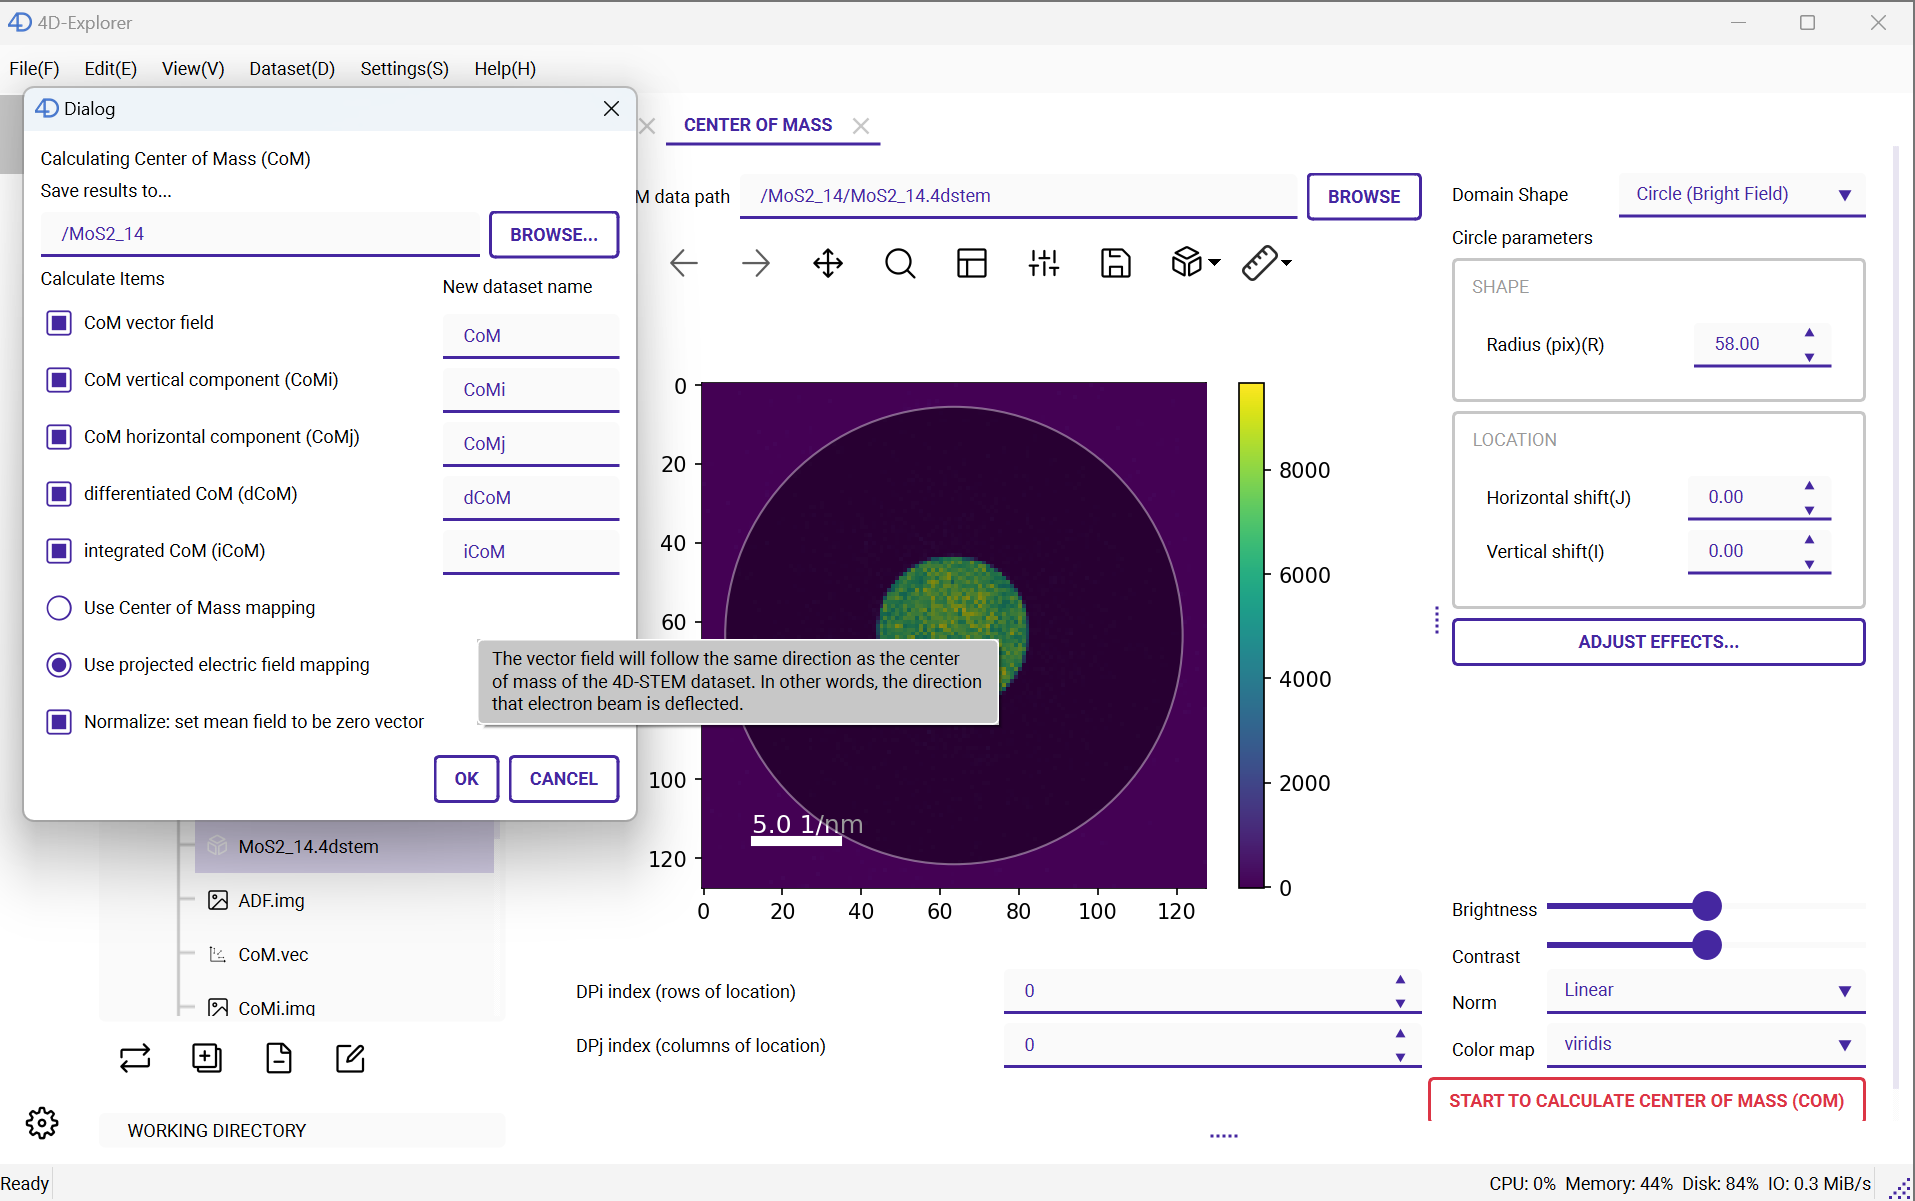 4D-Explorer
File(F) Edit(E) View(V) Dataset(D) Settings(S) Help(H)
Dialog
Calculating Center of Mass (CoM)
Save results to...
/MoS2_14
BROWSE...
Calculate Items
New dataset name
CoM vector field
CoM
CoM vertical component (CoMi)
CoMi
CoM horizontal component (CoMj)
CoMj
differentiated CoM (dCoM)
dCoM
integrated CoM (iCoM)
iCoM
Use Center of Mass mapping
Use projected electric field mapping
Normalize: set mean field to be zero vector
OK
CANCEL
The vector field will follow the same direction as the center
of mass of the 4D-STEM dataset. In other words, the direction
that electron beam is deflected.
MoS2_14.4dstem
ADF.img
CoM.vec
CoMi.img
WORKING DIRECTORY
CENTER OF MASS
M data path
/MoS2_14/MoS2_14.4dstem
BROWSE
0
20
40
60
100
120
0 20 40 60 80 100 120
5.0 1/nm
8000
6000
4000
2000
0
DPi index (rows of location)
0
DPj index (columns of location)
0
Domain Shape
Circle (Bright Field)
Circle parameters
SHAPE
Radius (pix)(R)
58.00
LOCATION
Horizontal shift(J)
0.00
Vertical shift(I)
0.00
ADJUST EFFECTS...
Brightness
Contrast
Norm
Linear
Color map
viridis
START TO CALCULATE CENTER OF MASS (COM)
Ready
CPU: 0% Memory: 44% Disk: 84% IO: 0.3 MiB/s